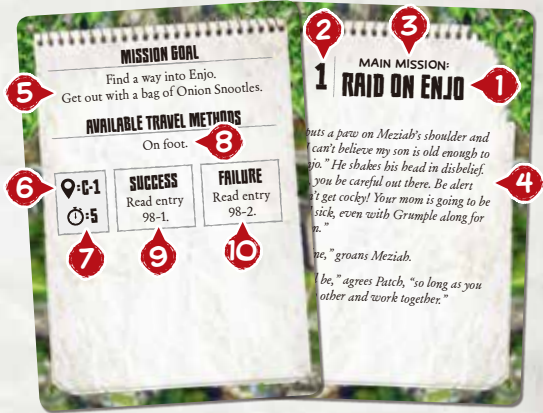 MISSION GOAL
Find a way into Enjo.
Get out with a bag of Onion Snootles.
AVAILABLE TRAVEL METHODS
On foot.
:C-1
:5
SUCCESS
Read entry
98-1.
FAILURE
Read entry
98-2.
5
6
7
8
9
10
2
3
1
MAIN MISSION:
RAID ON ENJO
1
4
puts a paw on Meziah's shoulder and
can't believe my son is old enough to
jo." He shakes his head in disbelief.
you be careful out there. Be alert
't get cocky! Your mom is going to be
sick, even with Grumple along for
n."
ne," groans Meziah.
be," agrees Patch, "so long as you
other and work together."